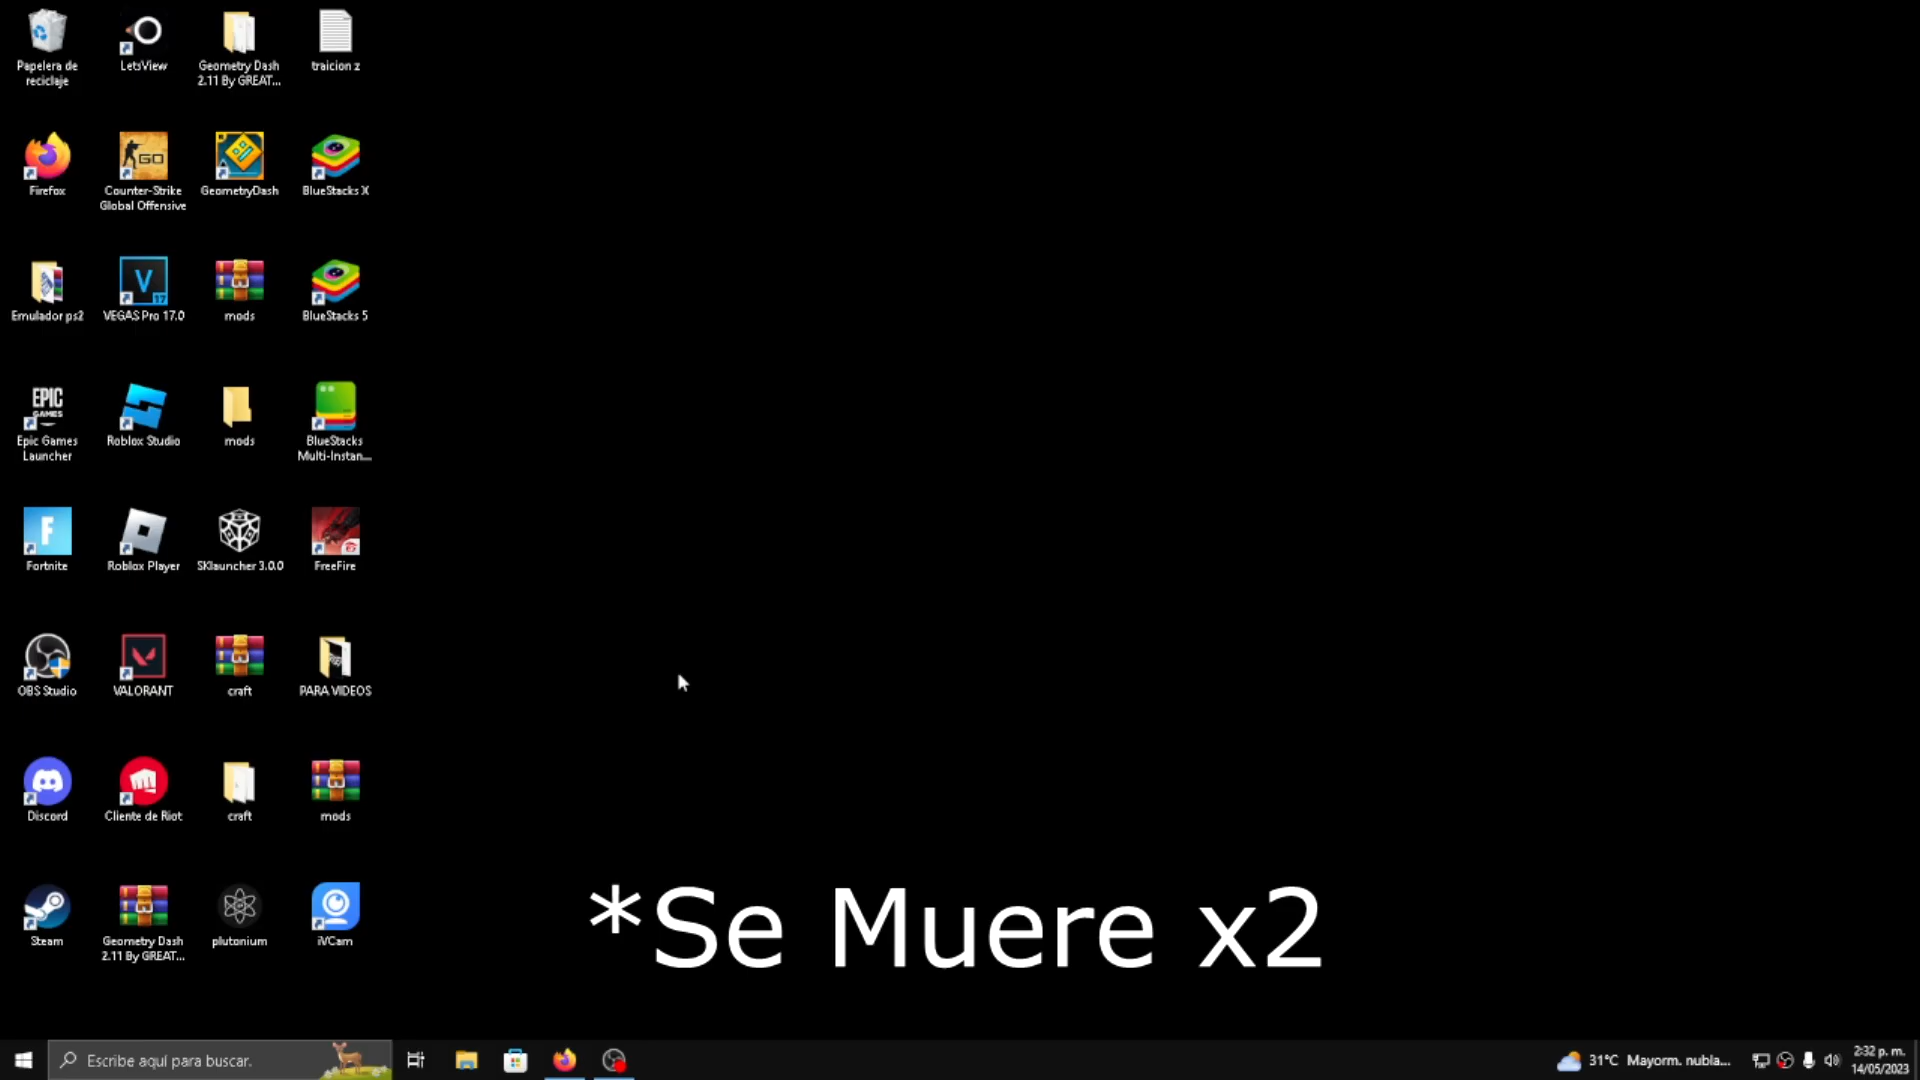 Papelera de
reciclaje
LetsView
Geometry Dash
2.11 By GREAT...
traicion z
Firefox
GO
Counter-Strike
Global Offensive
GeometryDash
BlueStacks X
Emulador ps2
V
17
VEGAS Pro 17.0
mods
BlueStacks 5
EPIC
GAMES
Epic Games
Launcher
Roblox Studio
mods
BlueStacks
Multi-Instan...
F
Fortnite
Roblox Player
SKlauncher 3.0.0
FreeFire
OBS Studio
VALORANT
craft
PARA VIDEOS
Discord
Cliente de Riot
craft
mods
Steam
Geometry Dash
2.11 By GREAT...
plutonium
iVCam
*Se Muere x2
Escribe aquí para buscar.
31°C Mayorm. nubla...
2:32 p. m.
14/05/2023